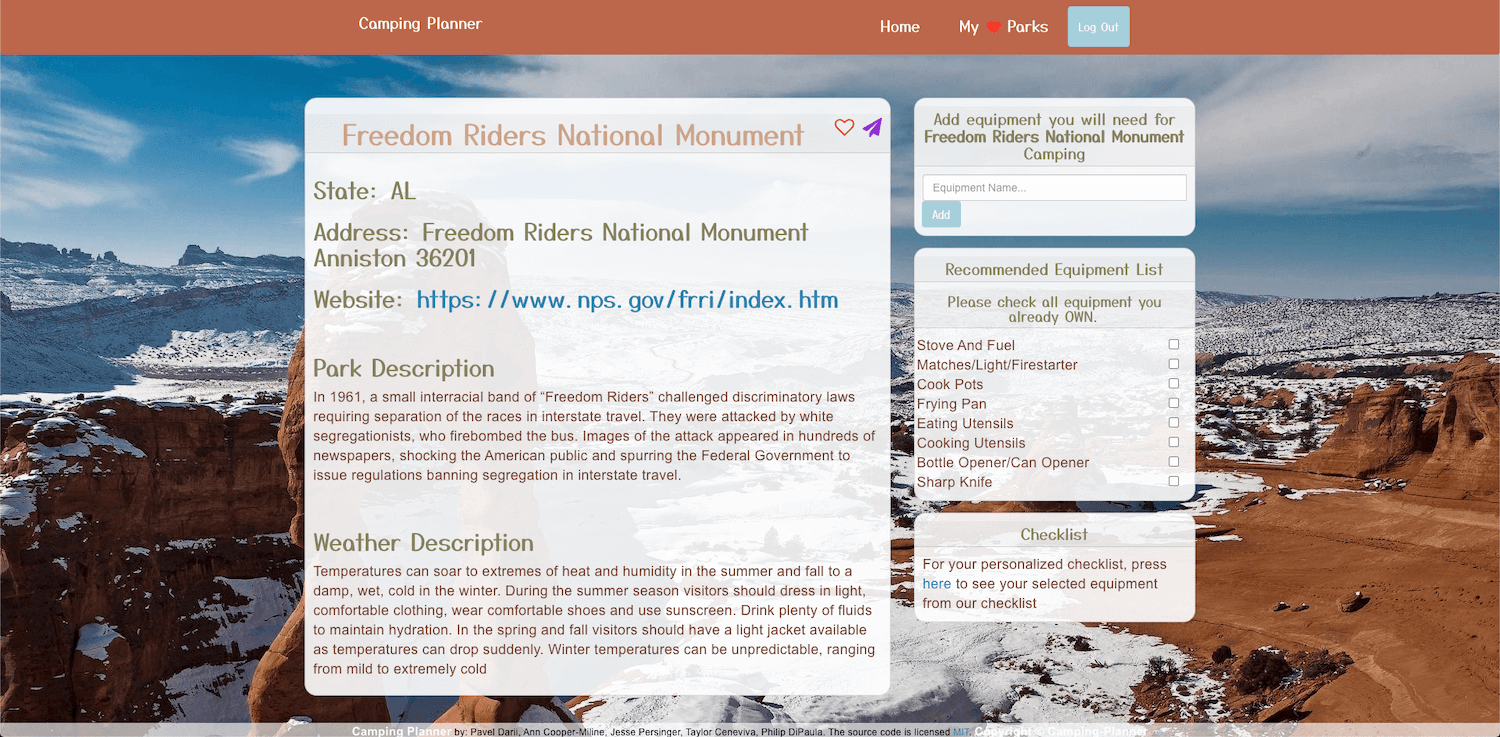 Camping Planner
Home
My Parks
Log Out
Freedom Riders National Monument
State: AL
Address: Freedom Riders National Monument
Anniston 36201
Website: https://www.nps.gov/frri/index.htm
Park Description
In 1961, a small interracial band of “Freedom Riders” challenged discriminatory laws
requiring separation of the races in interstate travel. They were attacked by white
segregationists, who firebombed the bus. Images of the attack appeared in hundreds of
newspapers, shocking the American public and spurring the Federal Government to
issue regulations banning segregation in interstate travel.
Weather Description
Temperatures can soar to extremes of heat and humidity in the summer and fall to a
damp, wet, cold in the winter. During the summer season visitors should dress in light,
comfortable clothing, wear comfortable shoes and use sunscreen. Drink plenty of fluids
to maintain hydration. In the spring and fall visitors should have a light jacket available
as temperatures can drop suddenly. Winter temperatures can be unpredictable, ranging
from mild to extremely cold
Add equipment you will need for
Freedom Riders National Monument
Camping
Equipment Name...
Add
Recommended Equipment List
Please check all equipment you
already OWN.
Stove And Fuel
Matches/Light/Firestarter
Cook Pots
Frying Pan
Eating Utensils
Cooking Utensils
Bottle Opener/Can Opener
Sharp Knife
Checklist
For your personalized checklist, press
here to see your selected equipment
from our checklist
Camping Planner by: Pavel Darii, Ann Cooper-Miline, Jesse Persinger, Taylor Ceneviva, Philip DiPaula. The source code is licensed MIT. Copyright © Camping-Planner